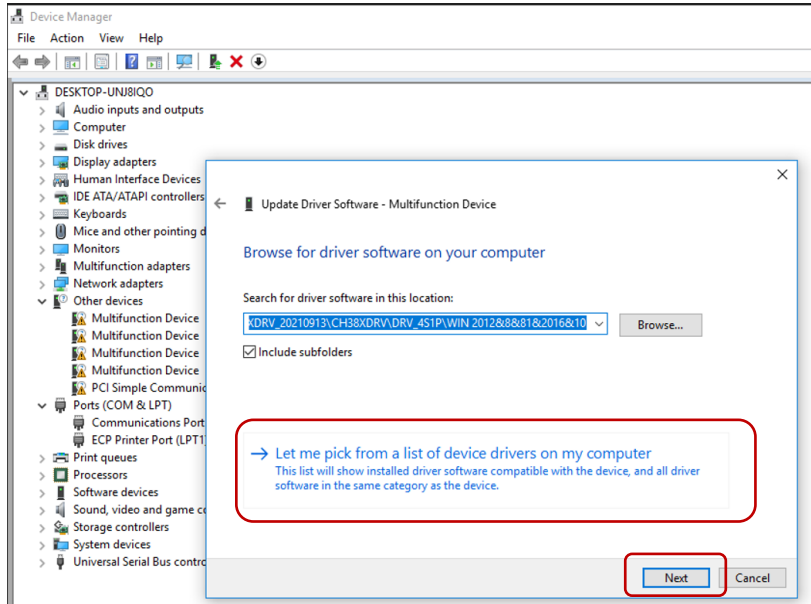 Device Manager
File Action View Help
DESKTOP-UNJ8IQO
Audio inputs and outputs
Computer
Disk drives
Display adapters
Human Interface Devices
IDE ATA/ATAPI controllers
Keyboards
Mice and other pointing d
Monitors
Multifunction adapters
Network adapters
Other devices
Multifunction Device
Multifunction Device
Multifunction Device
Multifunction Device
PCI Simple Communic
Ports (COM & LPT)
Communications Port
ECP Printer Port (LPT1
Print queues
Processors
Software devices
Sound, video and game co
Storage controllers
System devices
Universal Serial Bus contro
Update Driver Software - Multifunction Device
Browse for driver software on your computer
Search for driver software in this location:
XDRV_20210913\CH38XDRV\DRV_4S1P\WIN 2012&8&81&2016&10
Browse...
Include subfolders
Let me pick from a list of device drivers on my computer
This list will show installed driver software compatible with the device, and all driver
software in the same category as the device.
Next Cancel